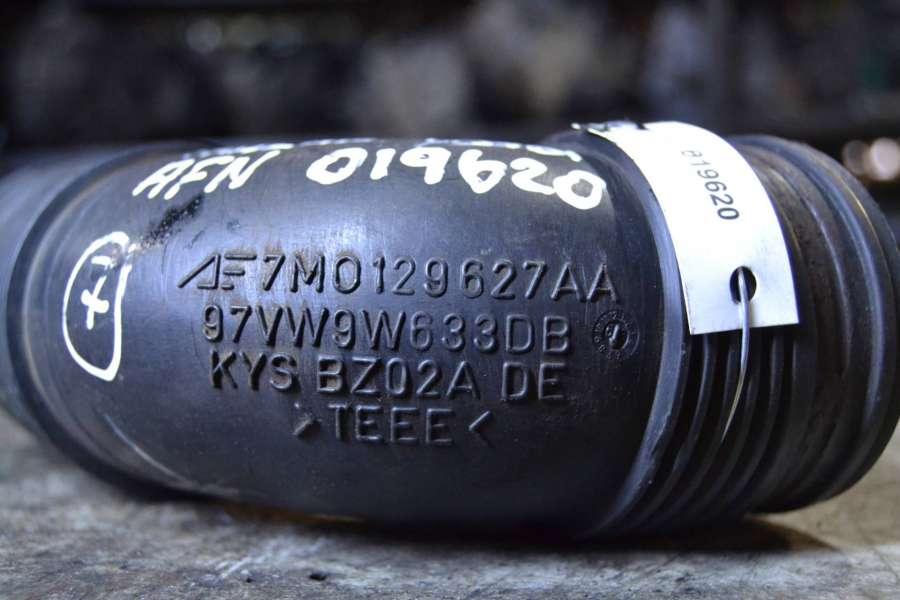 AFN 019620
019620
7M0129627AA
97VW9W633DB
KYS BZ02A DE
>TEEE<